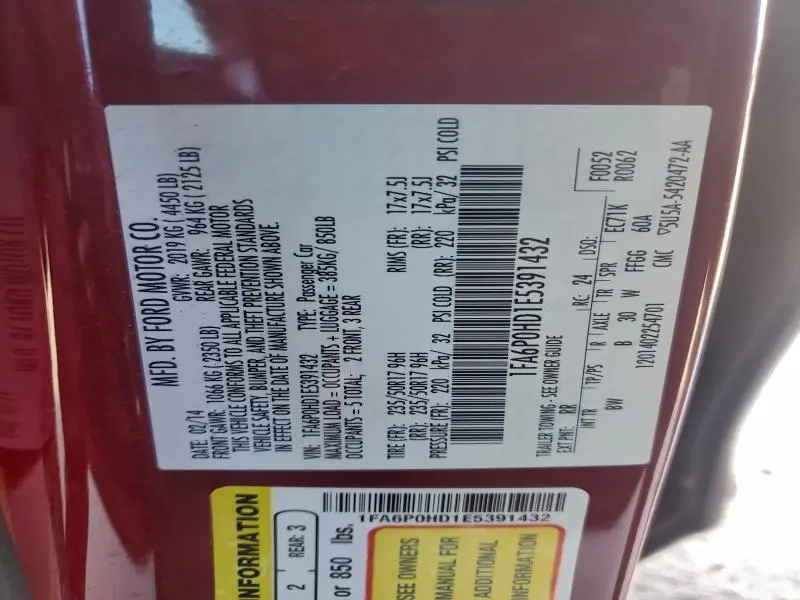 MFD. BY FORD MOTOR CO.
DATE: 02/14
GVWR: 2019 KG / 4450 LB)
FRONT GAWR: 1066 KG ( 2350 LB)
REAR GAWR: 964 KG ( 2125 LB)
THIS VEHICLE CONFORMS TO ALL APPLICABLE FEDERAL MOTOR
VEHICLE SAFETY, BUMPER, AND THEFT PREVENTION STANDARDS
IN EFFECT ON THE DATE OF MANUFACTURE SHOWN ABOVE.
VIN: 1FA6P0HD1E5391432 TYPE: Passenger Car
MAXIMUM LOAD = OCCUPANTS + LUGGAGE = 385KG / 850LB
OCCUPANTS = 5 TOTAL; 2 FRONT, 3 REAR
TIRE (FR): 235/50R17 96H RIMS (FR): 17x7.5J
(RR): 235/50R17 96H (RR): 17x7.5J
PRESSURE (FR): 220 kPa/ 32 PSI COLD (RR): 220 kPa/ 32 PSI COLD
1FA6P0HD1E5391432
TRAILER TOWING - SEE OWNER GUIDE
F0052
R0062
EXT PNT: RR RC: 24 DSO:
INT TR TP/PS R AXLE TR SPR EC71K
BW B 30 W FFGG 60A
1201402254701 CMC 5U5A-5420472-AA
INFORMATION
2 REAR: 3
or 850 lbs.
1FA6P0HD1E5391432
SEE OWNERS
MANUAL FOR
ADDITIONAL
INFORMATION